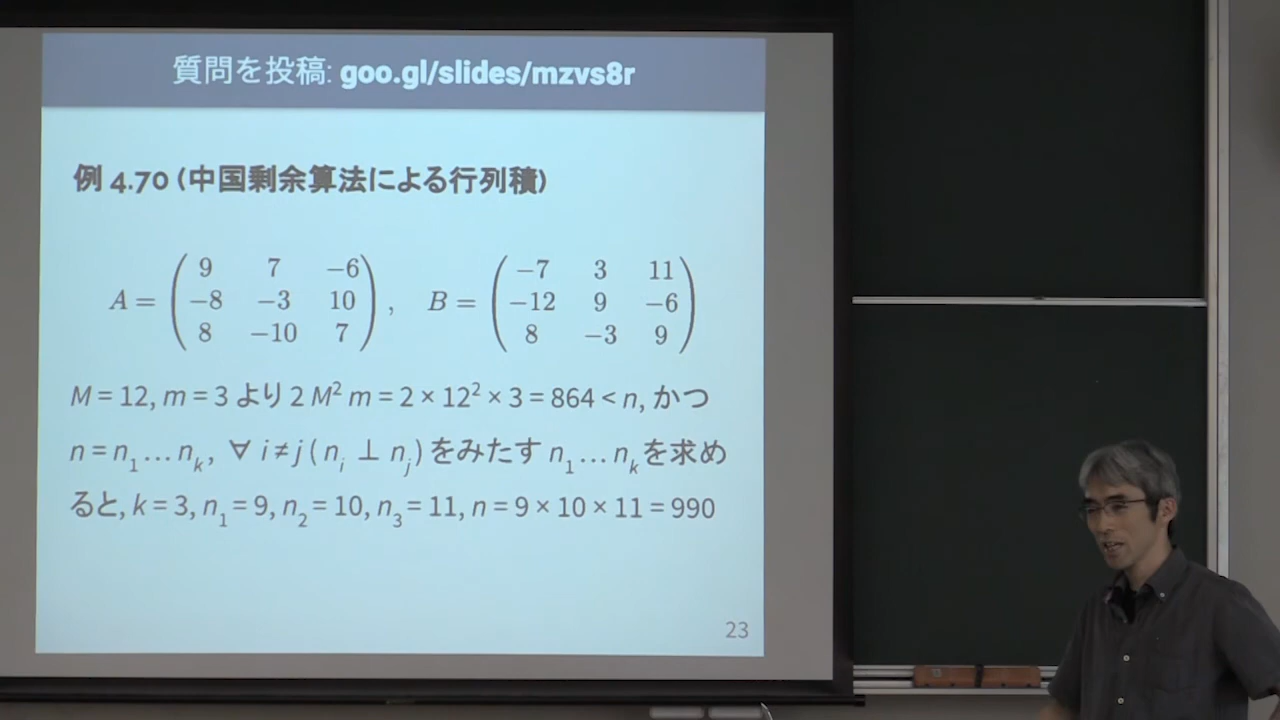 質問を投稿: goo.gl/slides/mzvs8r
例 4.70 (中国剰余算法による行列積)
A = ( 9 7 −6
−8 −3 10
8 −10 7 ) , B = ( −7 3 11
−12 9 −6
8 −3 9 )
M = 12, m = 3 より 2 M² m = 2 × 12² × 3 = 864 < n, かつ
n = n₁ … nₖ, ∀ i ≠ j ( nᵢ ⊥ nⱼ ) をみたす n₁ … nₖ を求め
ると, k = 3, n₁ = 9, n₂ = 10, n₃ = 11, n = 9 × 10 × 11 = 990
23